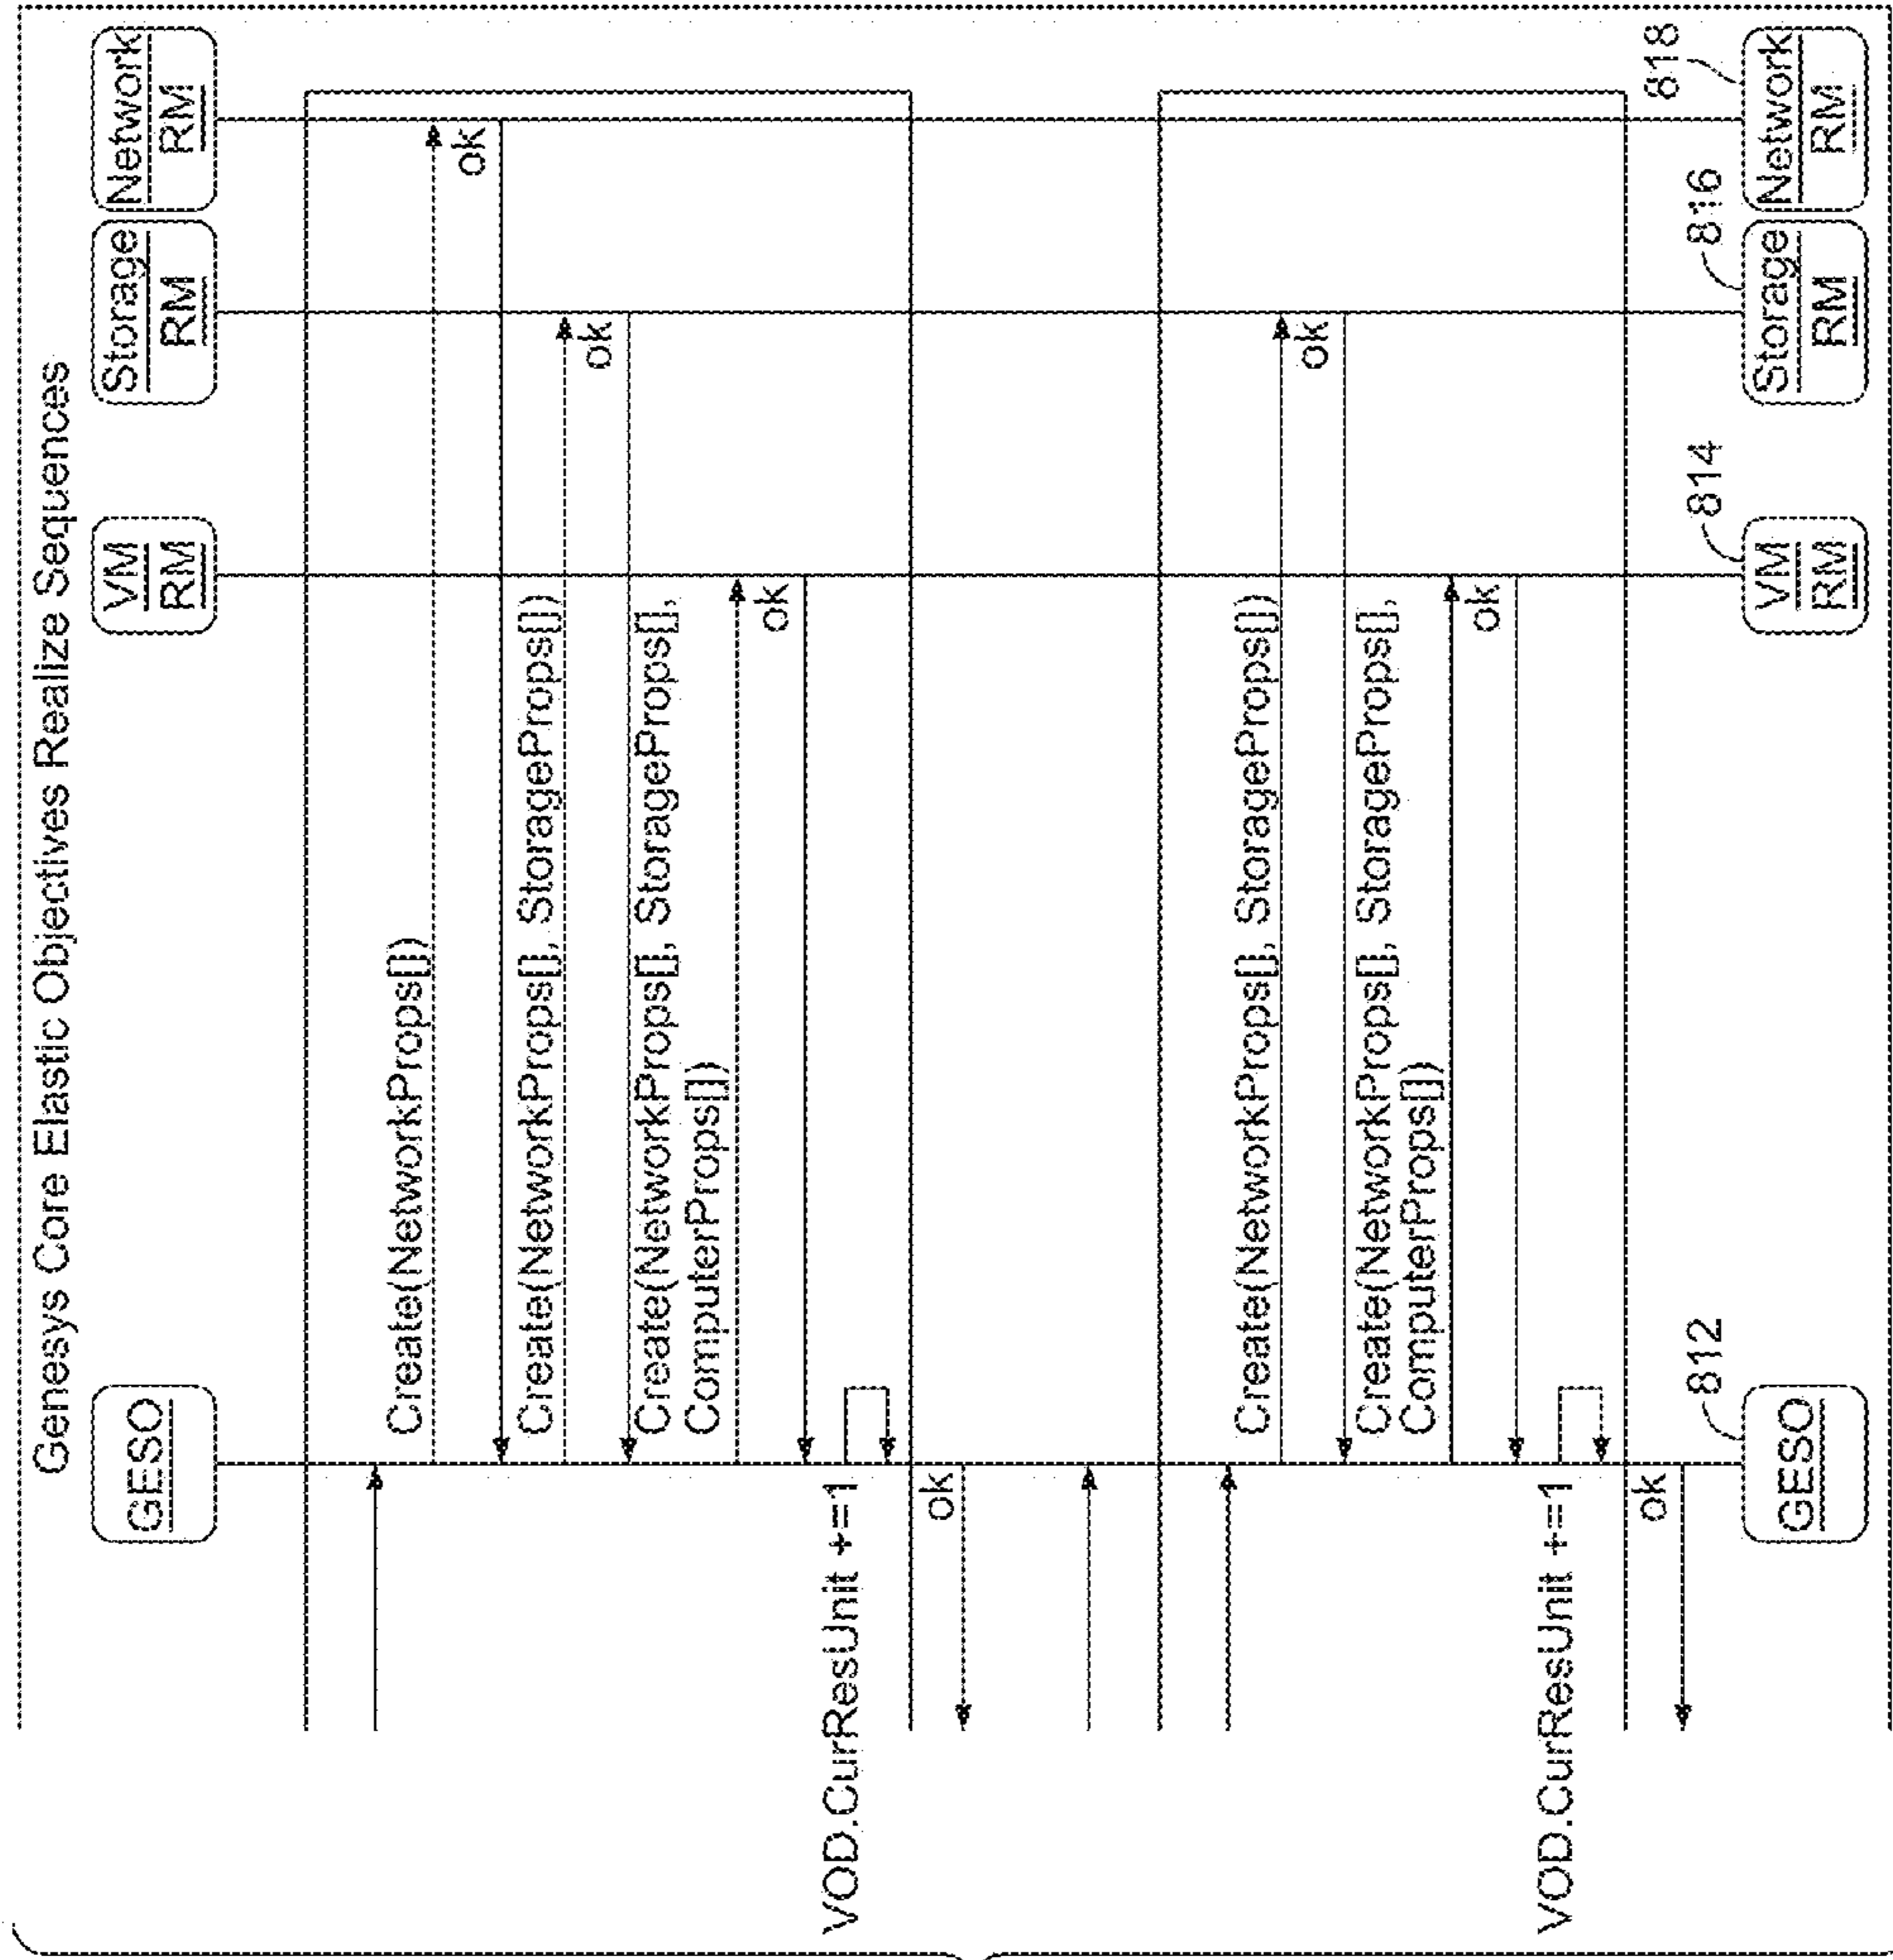 Genesys Core Elastic Objectives Realize Sequences
GESO
VM
RM
Storage
RM
Network
RM
Create(NetworkProps[])
ok
Create(NetworkProps[], StorageProps[])
ok
Create(NetworkProps[], StorageProps[],
ComputerProps[])
ok
VOD.CurResUnit +=1
ok
Create(NetworkProps[], StorageProps[])
ok
Create(NetworkProps[], StorageProps[],
ComputerProps[])
ok
VOD.CurResUnit +=1
ok
812
814
816
818
GESO
VM
RM
Storage
RM
Network
RM